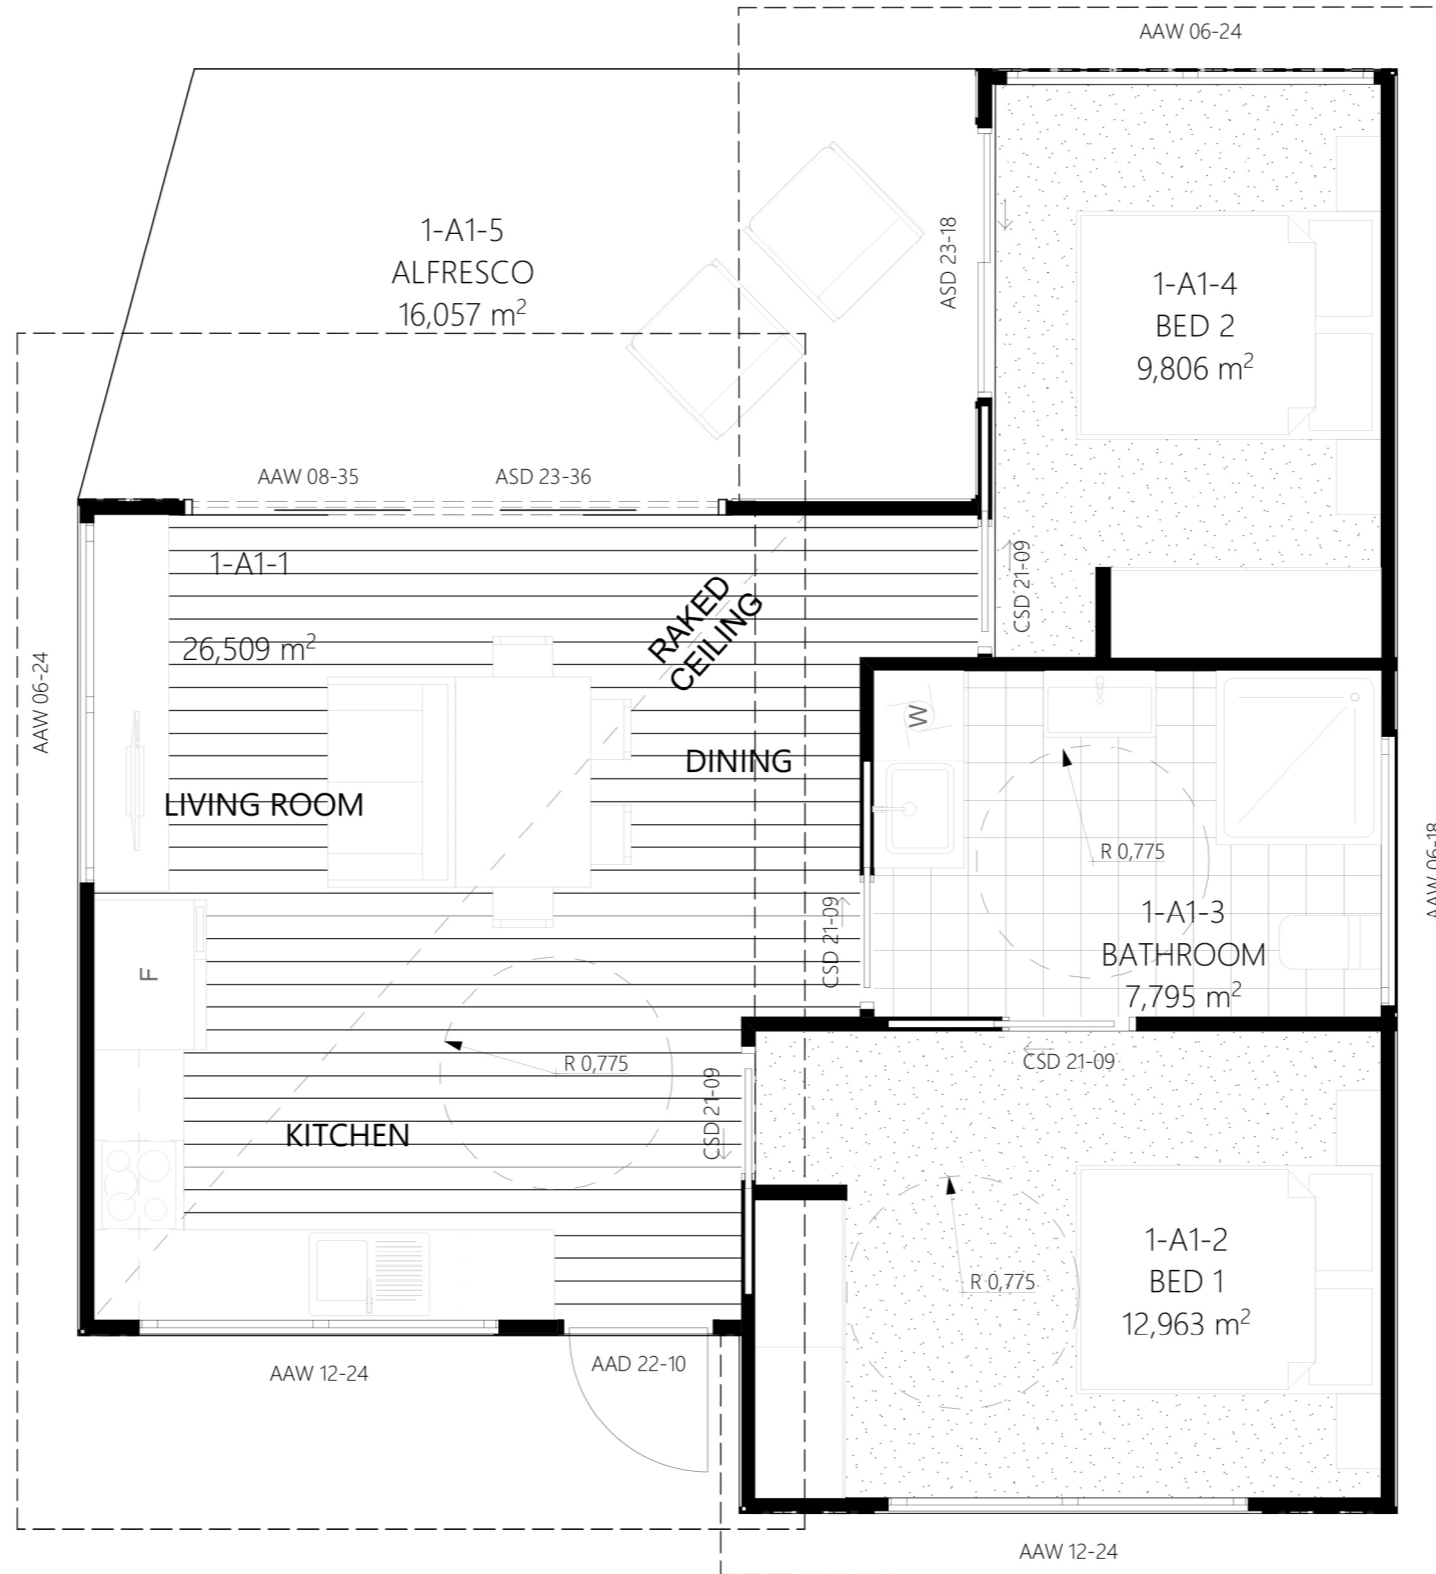 AAW 06-24
1-A1-5
ALFRESCO
16,057 m²
ASD 23-18
1-A1-4
BED 2
9,806 m²
AAW 08-35
ASD 23-36
1-A1-1
26,509 m²
RAKED
CEILING
CSD 21-09
AAW 06-24
LIVING ROOM
DINING
W
R 0,775
AAW 06-18
1-A1-3
BATHROOM
7,795 m²
CSD 21-09
F
R 0,775
CSD 21-09
CSD 21-09
KITCHEN
1-A1-2
BED 1
12,963 m²
R 0,775
AAW 12-24
AAD 22-10
AAW 12-24